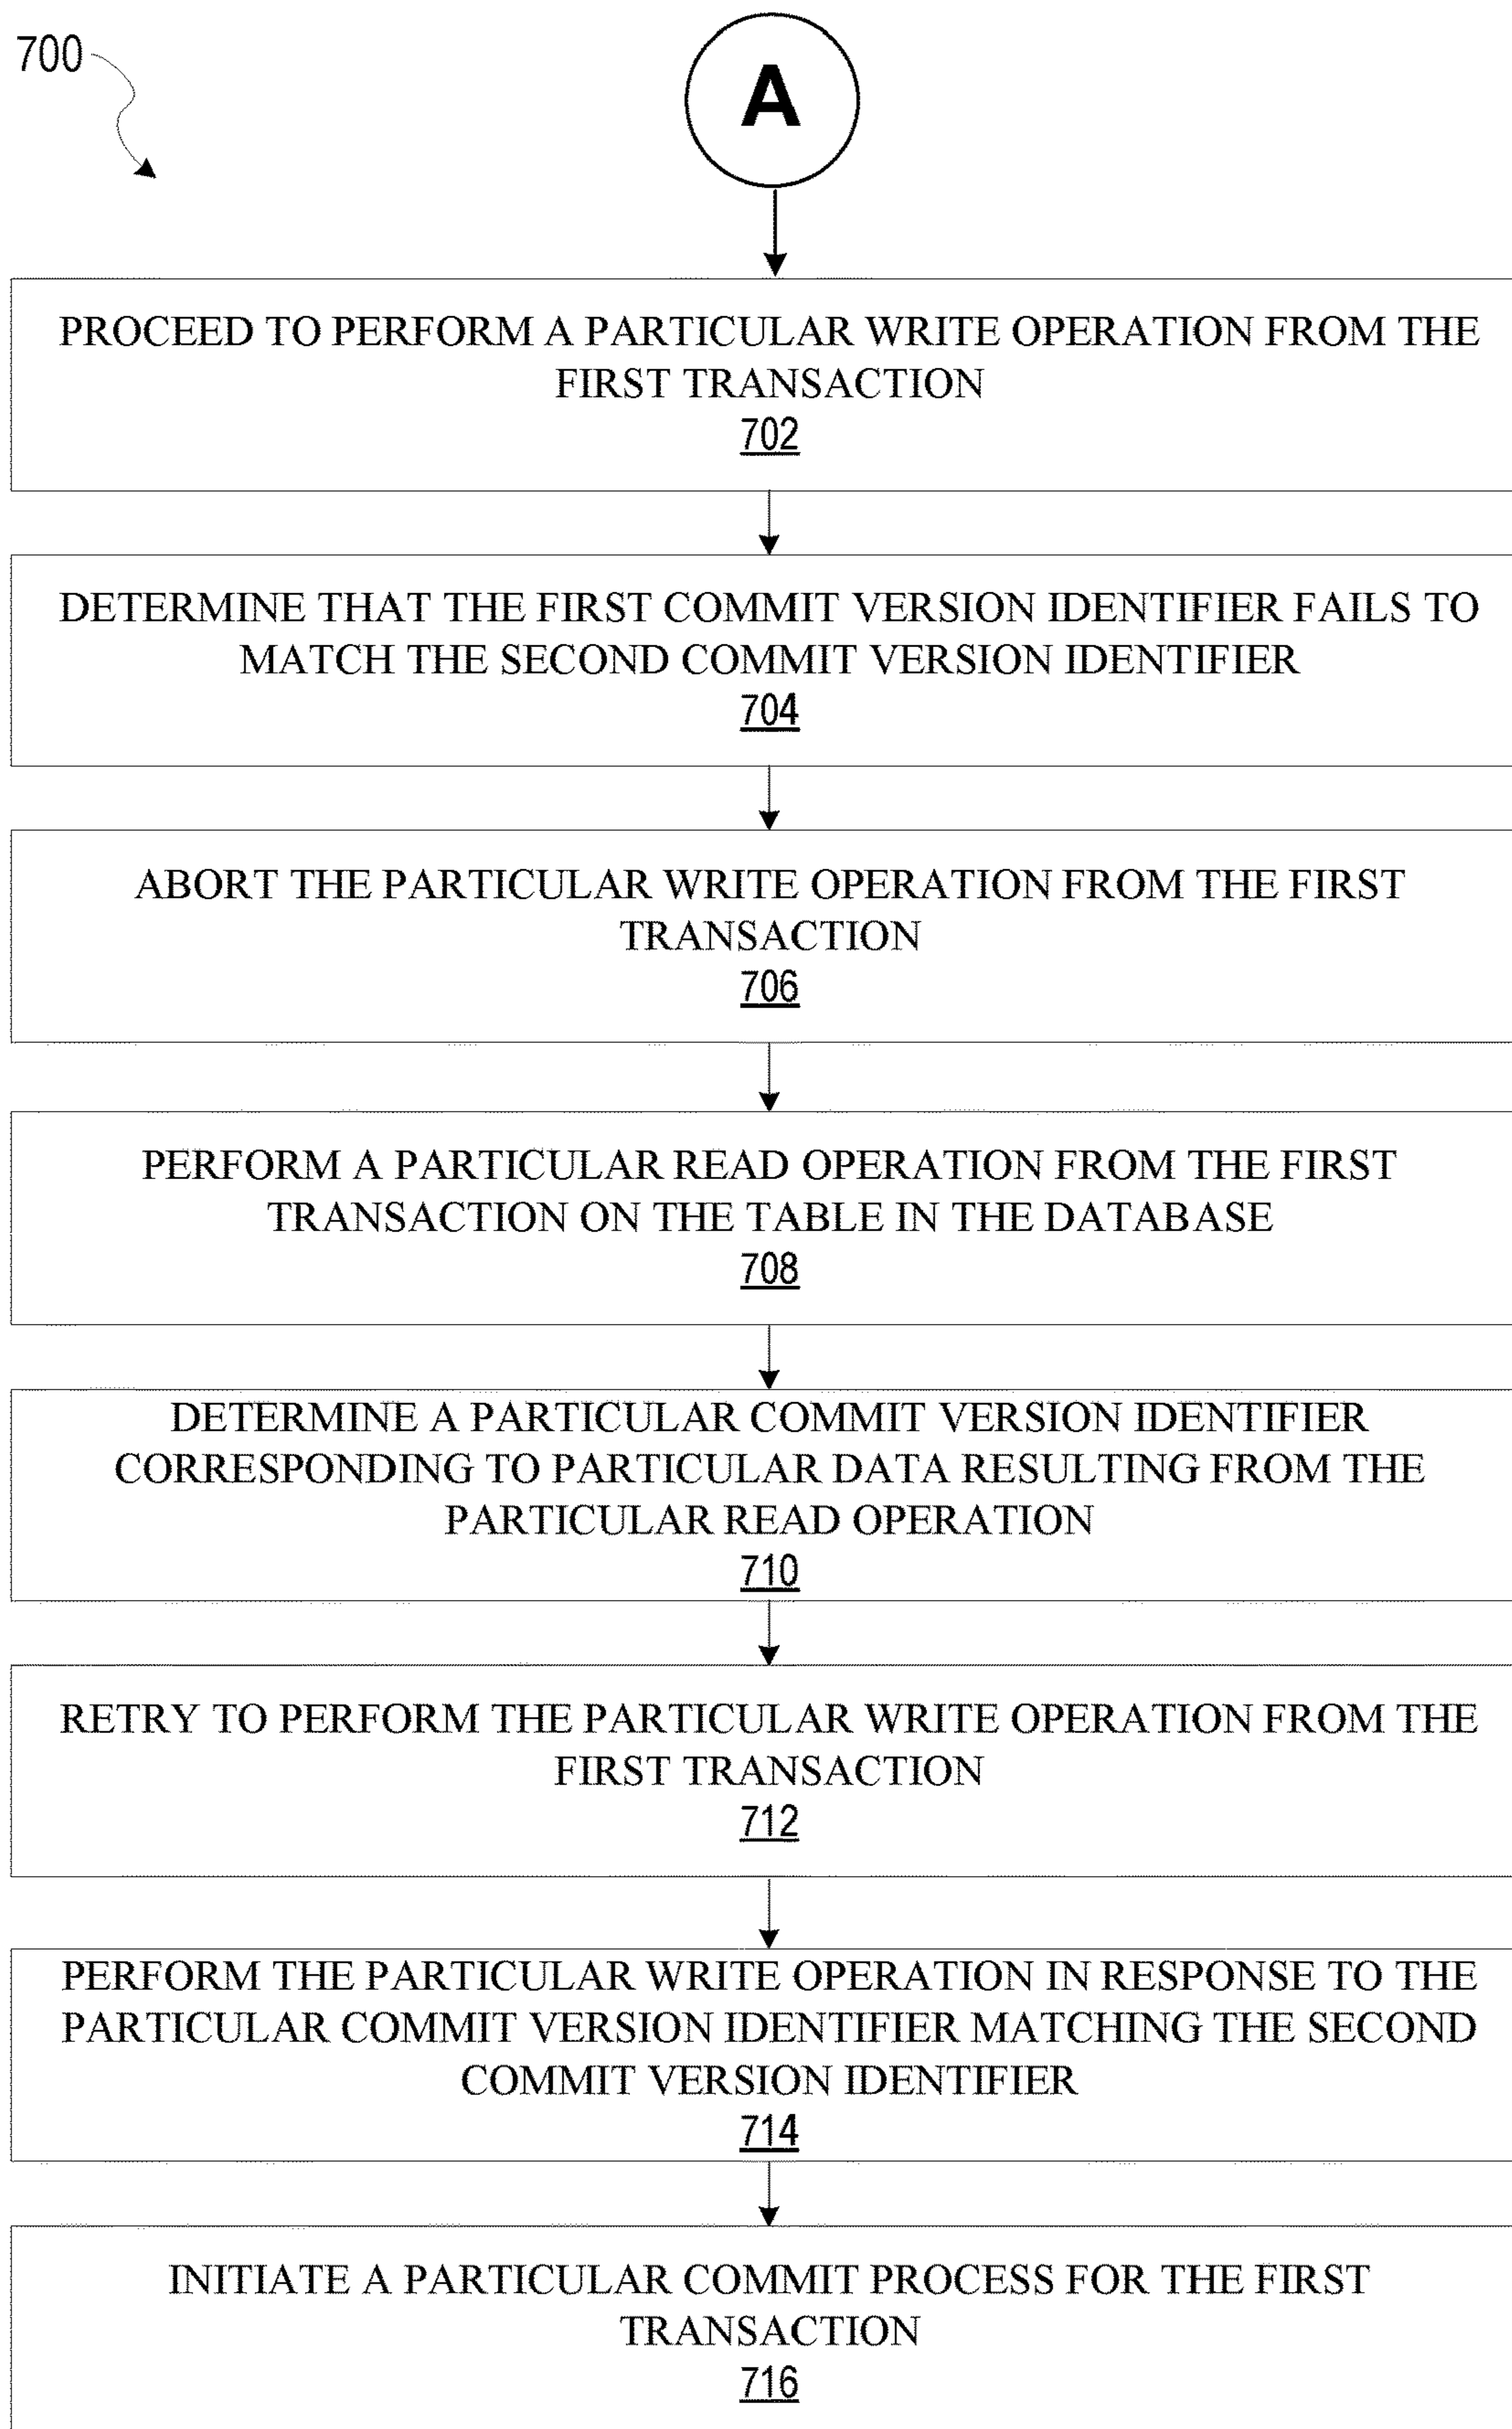 700
A
PROCEED TO PERFORM A PARTICULAR WRITE OPERATION FROM THE
FIRST TRANSACTION
702
DETERMINE THAT THE FIRST COMMIT VERSION IDENTIFIER FAILS TO
MATCH THE SECOND COMMIT VERSION IDENTIFIER
704
ABORT THE PARTICULAR WRITE OPERATION FROM THE FIRST
TRANSACTION
706
PERFORM A PARTICULAR READ OPERATION FROM THE FIRST
TRANSACTION ON THE TABLE IN THE DATABASE
708
DETERMINE A PARTICULAR COMMIT VERSION IDENTIFIER
CORRESPONDING TO PARTICULAR DATA RESULTING FROM THE
PARTICULAR READ OPERATION
710
RETRY TO PERFORM THE PARTICULAR WRITE OPERATION FROM THE
FIRST TRANSACTION
712
PERFORM THE PARTICULAR WRITE OPERATION IN RESPONSE TO THE
PARTICULAR COMMIT VERSION IDENTIFIER MATCHING THE SECOND
COMMIT VERSION IDENTIFIER
714
INITIATE A PARTICULAR COMMIT PROCESS FOR THE FIRST
TRANSACTION
716